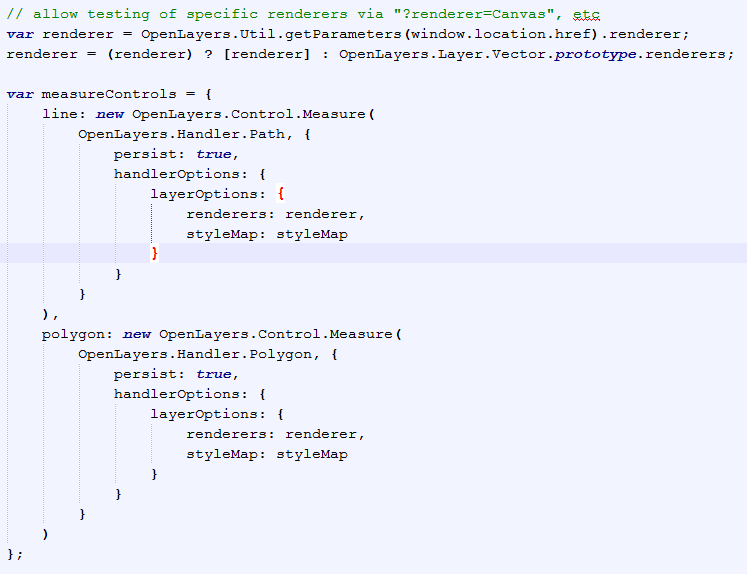 // allow testing of specific renderers via "?renderer=Canvas", etc
var renderer = OpenLayers.Util.getParameters(window.location.href).renderer;
renderer = (renderer) ? [renderer] : OpenLayers.Layer.Vector.prototype.renderers;

var measureControls = {
    line: new OpenLayers.Control.Measure(
        OpenLayers.Handler.Path, {
            persist: true,
            handlerOptions: {
                layerOptions: {
                    renderers: renderer,
                    styleMap: styleMap
                }
            }
        }
    ),
    polygon: new OpenLayers.Control.Measure(
        OpenLayers.Handler.Polygon, {
            persist: true,
            handlerOptions: {
                layerOptions: {
                    renderers: renderer,
                    styleMap: styleMap
                }
            }
        }
    )
};